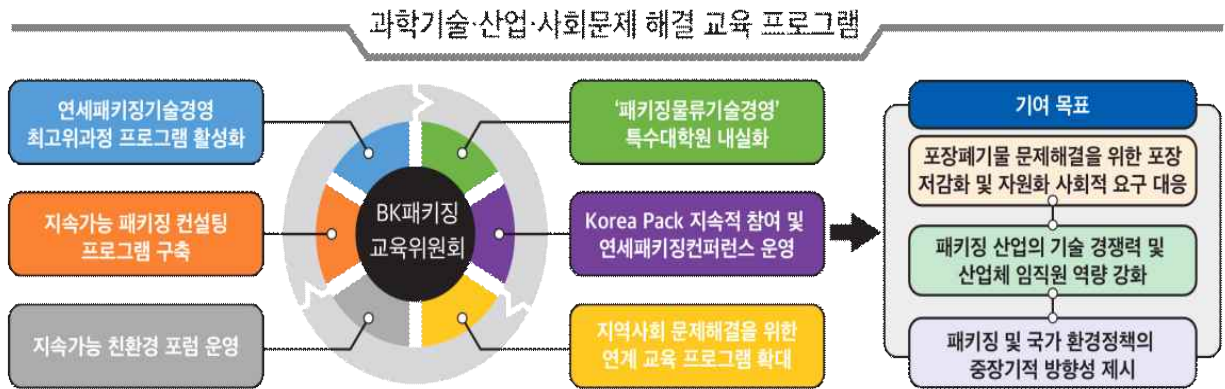 과학기술·산업·사회문제 해결 교육 프로그램
연세패키징기술경영
최고위과정 프로그램 활성화
지속가능 패키징 컨설팅
프로그램 구축
지속가능 친환경 포럼 운영
BK패키징
교육위원회
'패키징물류기술경영'
특수대학원 내실화
Korea Pack 지속적 참여 및
연세패키징컨퍼런스 운영
지역사회 문제해결을 위한
연계 교육 프로그램 확대
기여 목표
포장폐기물 문제해결을 위한 포장
저감화 및 자원화 사회적 요구 대응
패키징 산업의 기술 경쟁력 및
산업체 임직원 역량 강화
패키징 및 국가 환경정책의
중장기적 방향성 제시